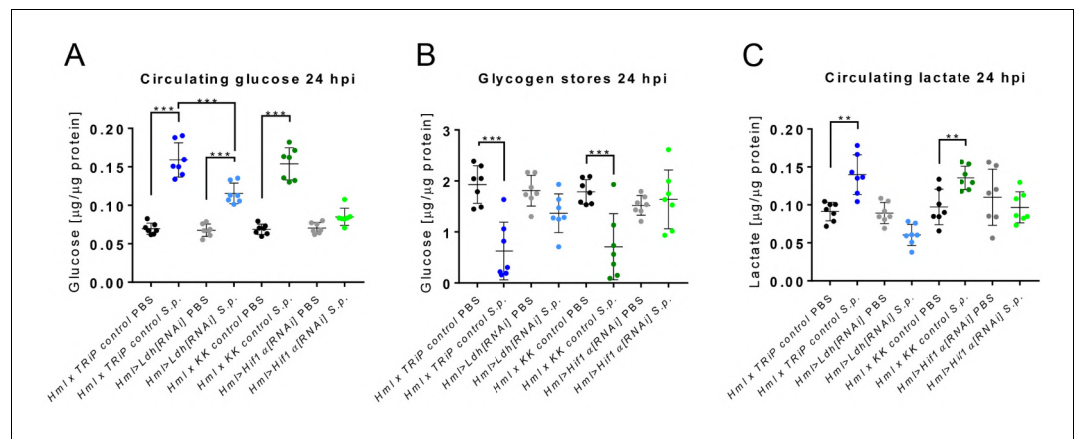 A
Circulating glucose 24 hpi
Glucose [µg/µg protein]
0.20
0.15
0.10
0.05
0.00
***
***
***
***
Hml x TRiP control PBS
Hml x TRiP control S.p.
Hml>Ldh[RNAi] PBS
Hml>Ldh[RNAi] S.p.
Hml x KK control PBS
Hml x KK control S.p.
Hml>Hif1 α[RNAi] PBS
Hml>Hif1 α[RNAi] S.p.
B
Glycogen stores 24 hpi
Glucose [µg/µg protein]
3
2
1
0
***
***
Hml x TRiP control PBS
Hml x TRiP control S.p.
Hml>Ldh[RNAi] PBS
Hml>Ldh[RNAi] S.p.
Hml x KK control PBS
Hml x KK control S.p.
Hml>Hif1 α[RNAi] PBS
Hml>Hif1 α[RNAi] S.p.
C
Circulating lactate 24 hpi
Lactate [µg/µg protein]
0.20
0.15
0.10
0.05
0.00
**
**
Hml x TRiP control PBS
Hml x TRiP control S.p.
Hml>Ldh[RNAi] PBS
Hml>Ldh[RNAi] S.p.
Hml x KK control PBS
Hml x KK control S.p.
Hml>Hif1 α[RNAi] PBS
Hml>Hif1 α[RNAi] S.p.